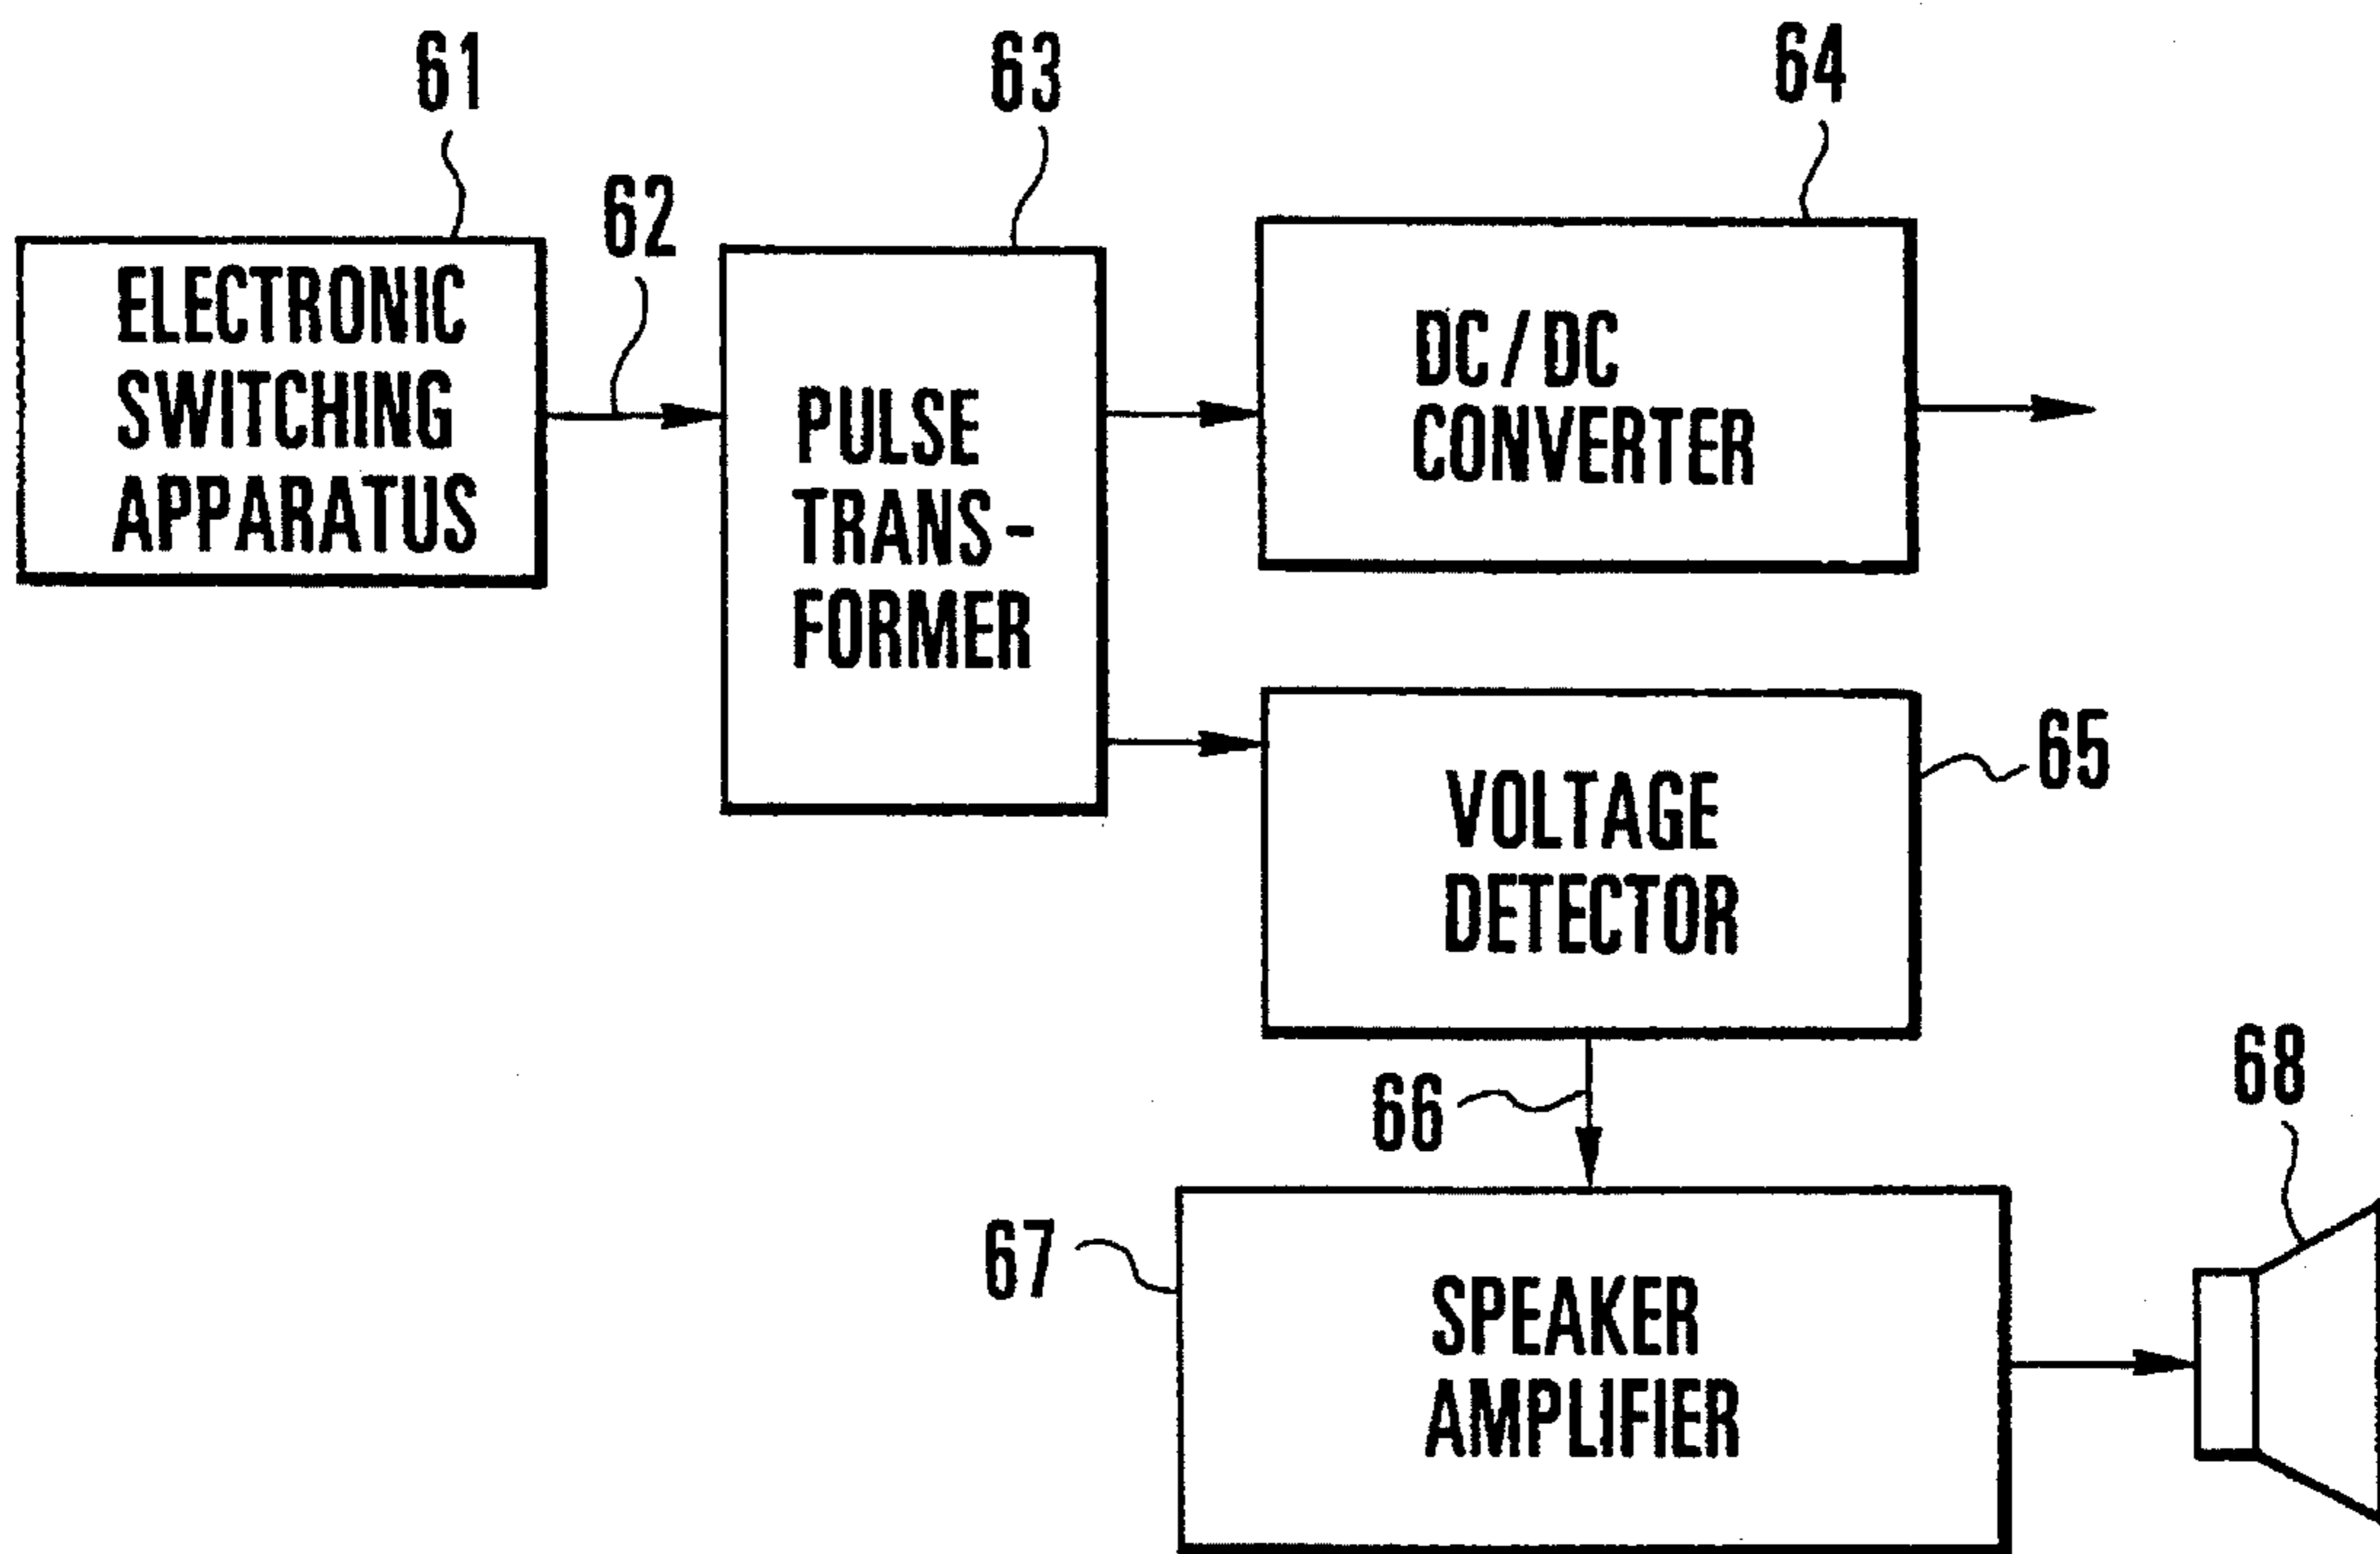 61
62
63
64
ELECTRONIC
SWITCHING
APPARATUS
PULSE
TRANS-
FORMER
DC/DC
CONVERTER
65
VOLTAGE
DETECTOR
66
67
68
SPEAKER
AMPLIFIER